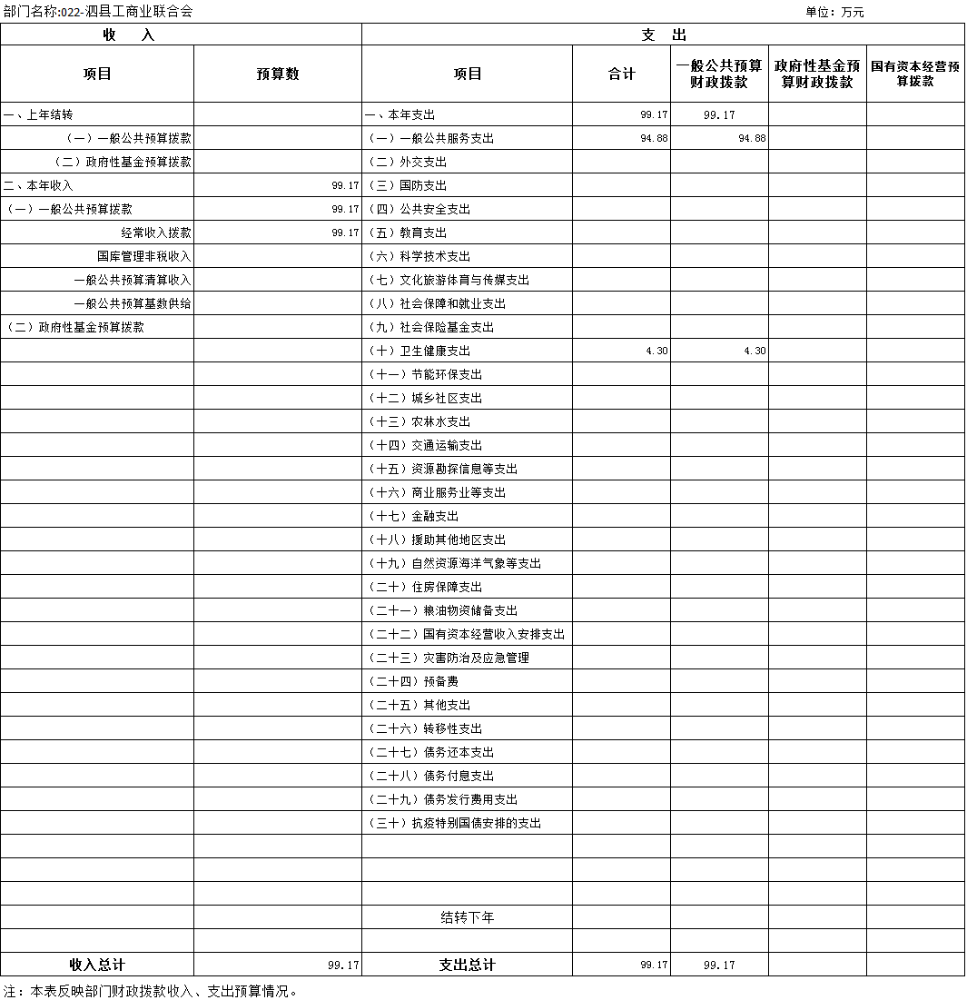 部门名称:022-泗县工商业联合会 单位：万元
收 入 支 出
项目 预算数 项目 合计 一般公共预算财政拨款 政府性基金预算财政拨款 国有资本经营预算拨款
一、上年结转 一、本年支出 99.17 99.17
（一）一般公共预算拨款 （一）一般公共服务支出 94.88 94.88
（二）政府性基金预算拨款 （二）外交支出
二、本年收入 99.17 （三）国防支出
（一）一般公共预算拨款 99.17 （四）公共安全支出
经常收入拨款 99.17 （五）教育支出
国库管理非税收入 （六）科学技术支出
一般公共预算清算收入 （七）文化旅游体育与传媒支出
一般公共预算基数供给 （八）社会保障和就业支出
（二）政府性基金预算拨款 （九）社会保险基金支出
（十）卫生健康支出 4.30 4.30
（十一）节能环保支出
（十二）城乡社区支出
（十三）农林水支出
（十四）交通运输支出
（十五）资源勘探信息等支出
（十六）商业服务业等支出
（十七）金融支出
（十八）援助其他地区支出
（十九）自然资源海洋气象等支出
（二十）住房保障支出
（二十一）粮油物资储备支出
（二十二）国有资本经营收入安排支出
（二十三）灾害防治及应急管理
（二十四）预备费
（二十五）其他支出
（二十六）转移性支出
（二十七）债务还本支出
（二十八）债务付息支出
（二十九）债务发行费用支出
（三十）抗疫特别国债安排的支出
结转下年
收入总计 99.17 支出总计 99.17 99.17
注：本表反映部门财政拨款收入、支出预算情况。